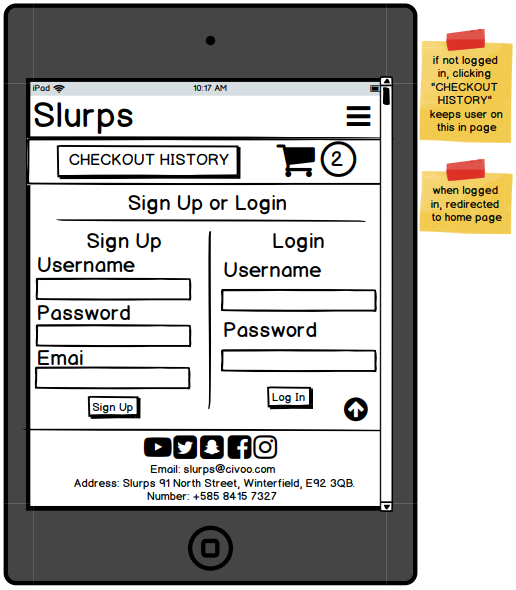 iPad 10:17 AM
Slurps
CHECKOUT HISTORY 2
Sign Up or Login
Sign Up
Username
Password
Emai
Sign Up
Login
Username
Password
Log In
Email: slurps@civoo.com
Address: Slurps 91 North Street, Winterfield, E92 3QB.
Number: +585 8415 7327
if not logged
in, clicking
"CHECKOUT
HISTORY"
keeps user on
this in page
when logged
in, redirected
to home page